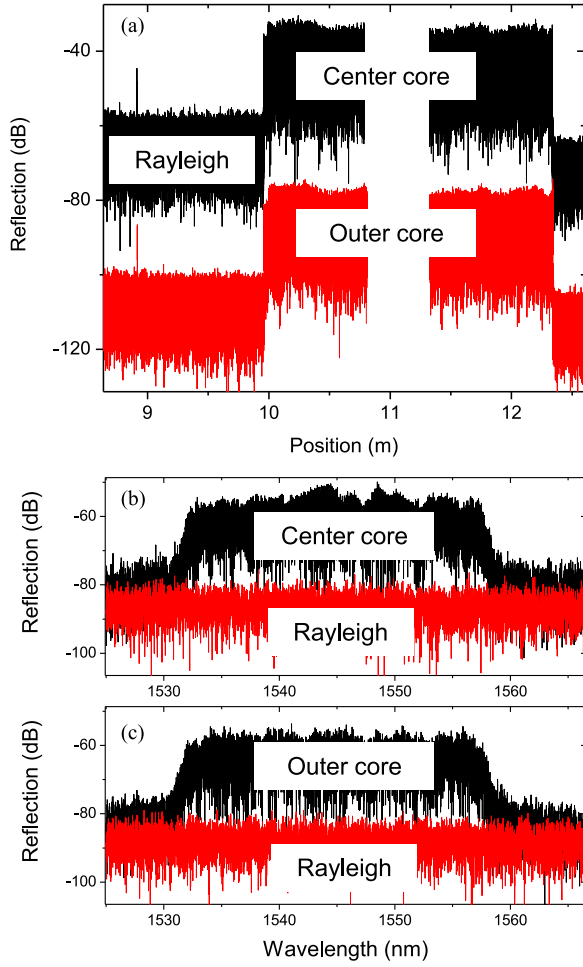 (a)
-40
Center core
Rayleigh
-80
Outer core
-120
Reflection (dB)
9
10
11
12
Position (m)
(b)
-60
Center core
-80
Rayleigh
-100
Reflection (dB)
1530
1540
1550
1560
(c)
-60
Outer core
-80
Rayleigh
-100
Reflection (dB)
1530
1540
1550
1560
Wavelength (nm)